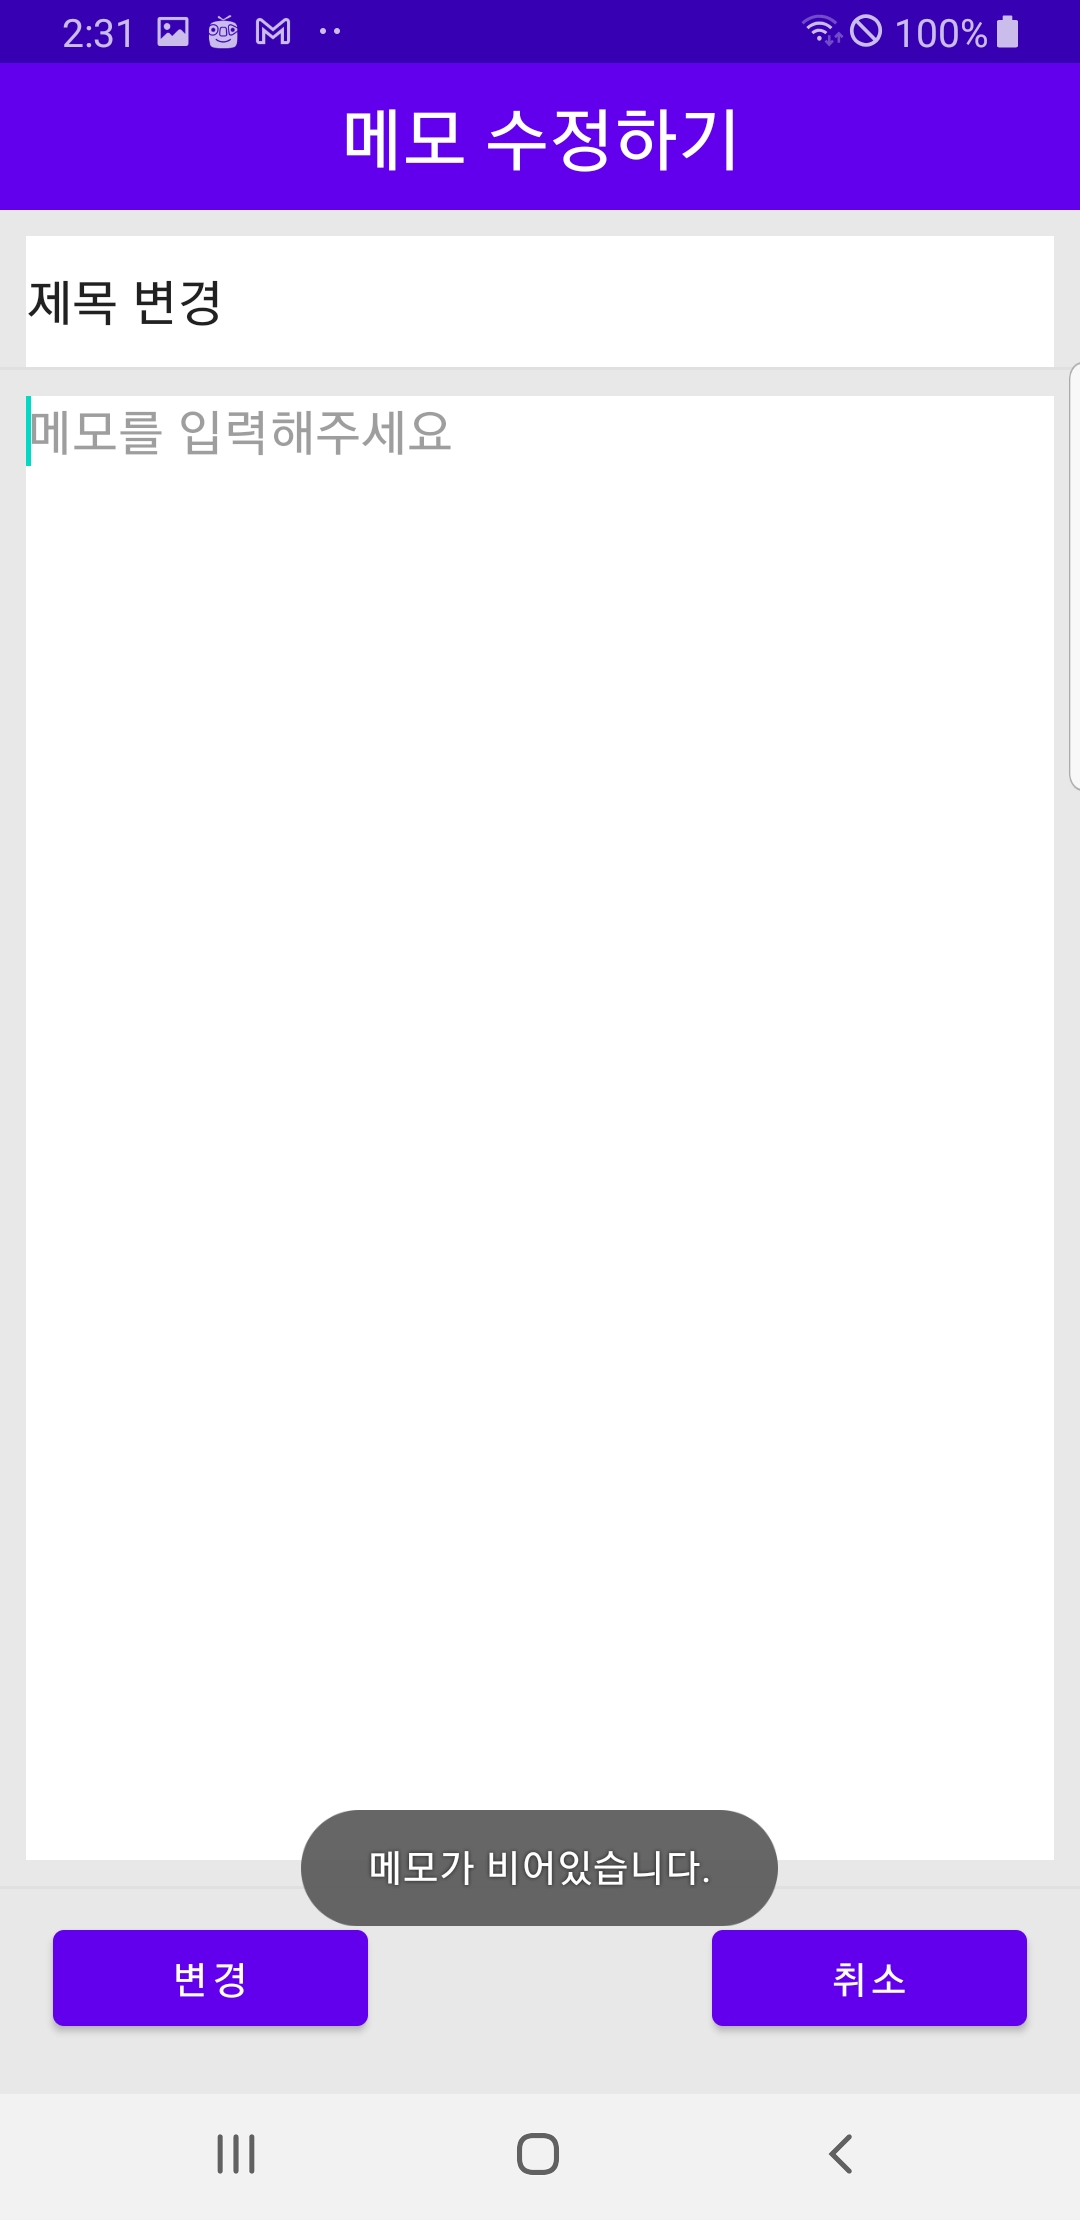 2:31
100%
메모 수정하기
제목 변경
메모를 입력해주세요
메모가 비어있습니다.
변경
취소